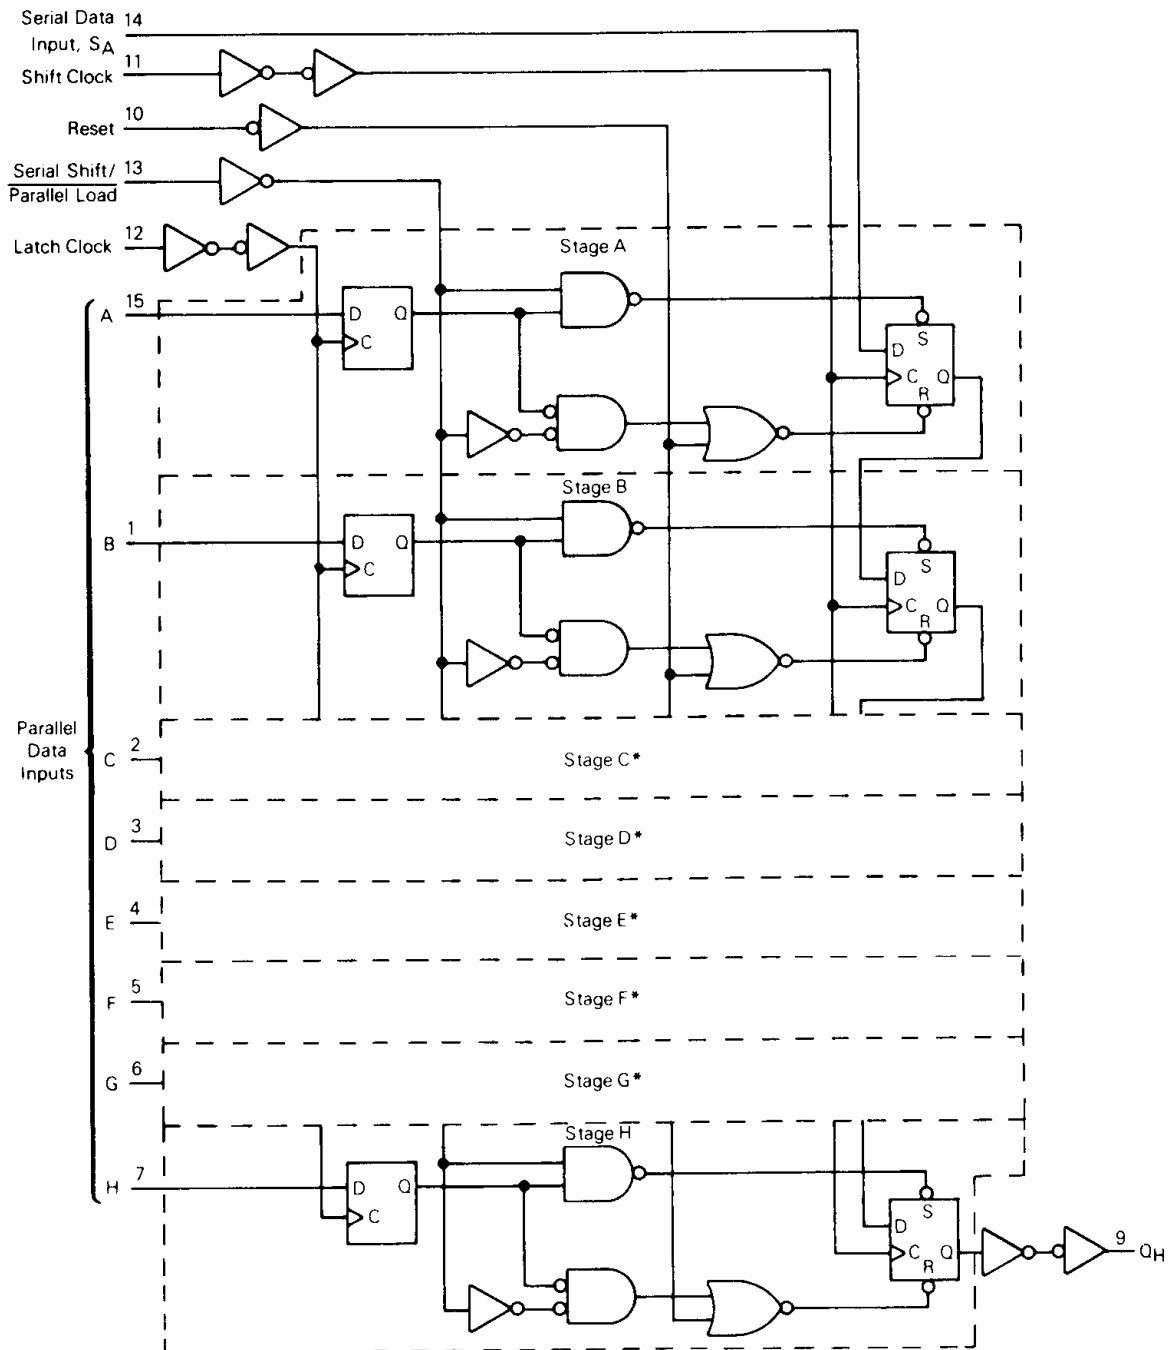 Serial Data 14
Input, SA
11
Shift Clock
10
Reset
Serial Shift/ 13
Parallel Load
12
Latch Clock
Stage A
15
A
D Q
C
S
D
C Q
R
Stage B
1
B
D Q
C
S
D
C Q
R
Parallel
Data
Inputs
2
C
Stage C*
3
D
Stage D*
4
E
Stage E*
5
F
Stage F*
6
G
Stage G*
Stage H
7
H
D Q
C
S
D
C Q
R
9
QH